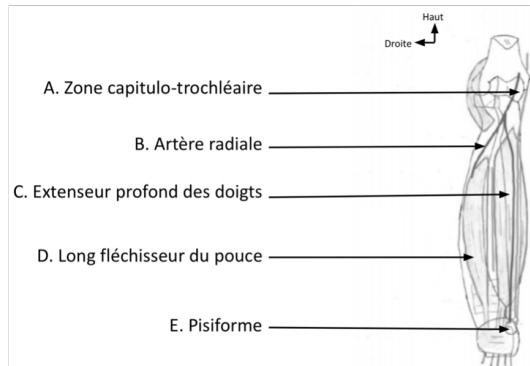 Haut
Droite
A. Zone capitulo-trochléaire
B. Artère radiale
C. Extenseur profond des doigts
D. Long fléchisseur du pouce
E. Pisiforme